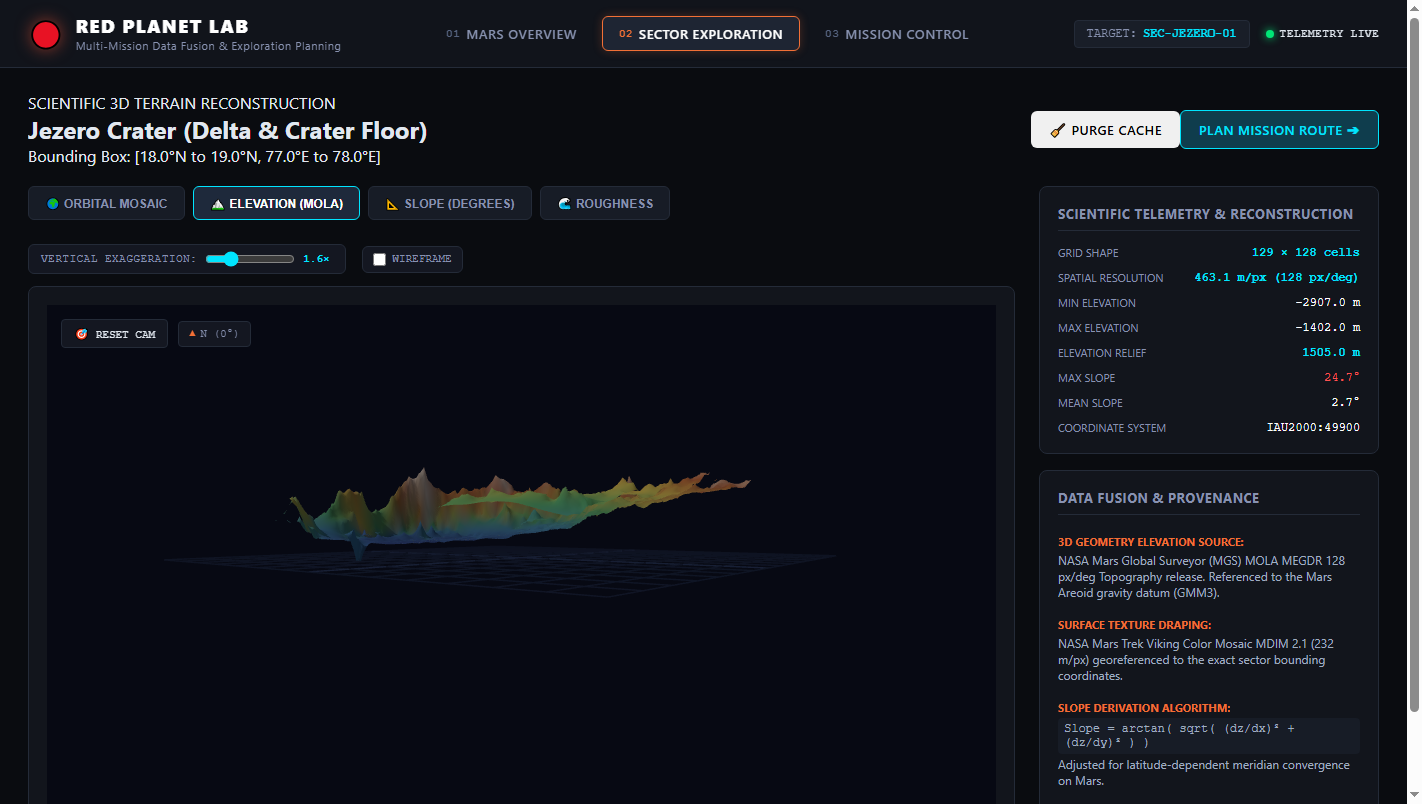 RED PLANET LAB
Multi-Mission Data Fusion & Exploration Planning
01 MARS OVERVIEW
02 SECTOR EXPLORATION
03 MISSION CONTROL
TARGET: SEC-JEZERO-01
TELEMETRY LIVE
SCIENTIFIC 3D TERRAIN RECONSTRUCTION
Jezero Crater (Delta & Crater Floor)
Bounding Box: [18.0°N to 19.0°N, 77.0°E to 78.0°E]
PURGE CACHE
PLAN MISSION ROUTE ➔
ORBITAL MOSAIC
ELEVATION (MOLA)
SLOPE (DEGREES)
ROUGHNESS
VERTICAL EXAGGERATION: 1.6×
WIREFRAME
RESET CAM
▲ N (0°)
SCIENTIFIC TELEMETRY & RECONSTRUCTION
GRID SHAPE 129 × 128 cells
SPATIAL RESOLUTION 463.1 m/px (128 px/deg)
MIN ELEVATION -2907.0 m
MAX ELEVATION -1402.0 m
ELEVATION RELIEF 1505.0 m
MAX SLOPE 24.7°
MEAN SLOPE 2.7°
COORDINATE SYSTEM IAU2000:49900
DATA FUSION & PROVENANCE
3D GEOMETRY ELEVATION SOURCE:
NASA Mars Global Surveyor (MGS) MOLA MEGDR 128
px/deg Topography release. Referenced to the Mars
Areoid gravity datum (GMM3).
SURFACE TEXTURE DRAPING:
NASA Mars Trek Viking Color Mosaic MDIM 2.1 (232
m/px) georeferenced to the exact sector bounding
coordinates.
SLOPE DERIVATION ALGORITHM:
Slope = arctan( sqrt( (dz/dx)² +
(dz/dy)² ) )
Adjusted for latitude-dependent meridian convergence
on Mars.